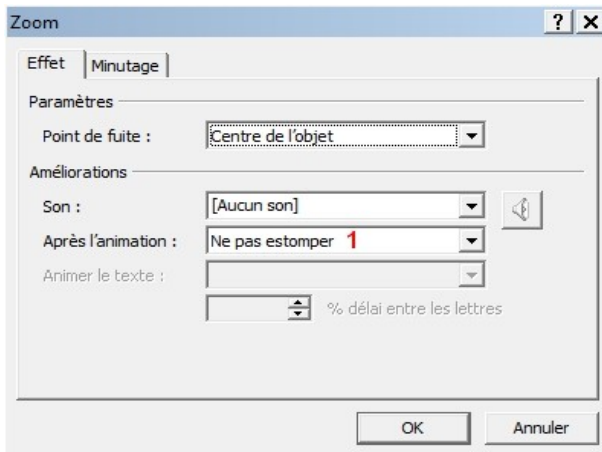 Zoom
Effet Minutage
Paramètres
Point de fuite : Centre de l'objet
Améliorations
Son : [Aucun son]
Après l'animation : Ne pas estomper 1
Animer le texte :
% délai entre les lettres
OK Annuler